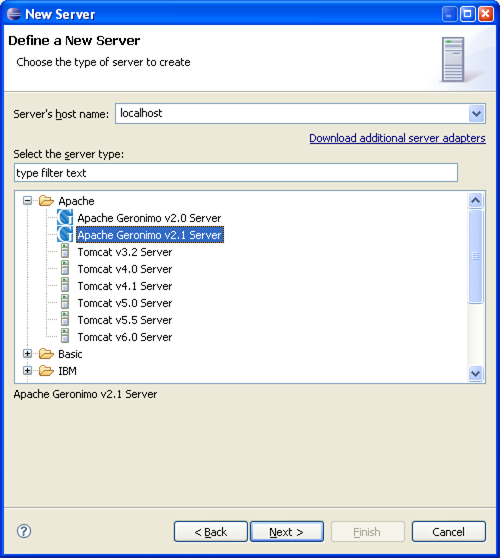 New Server
Define a New Server
Choose the type of server to create
Server's host name: localhost
Download additional server adapters
Select the server type:
type filter text
Apache
Apache Geronimo v2.0 Server
Apache Geronimo v2.1 Server
Tomcat v3.2 Server
Tomcat v4.0 Server
Tomcat v4.1 Server
Tomcat v5.0 Server
Tomcat v5.5 Server
Tomcat v6.0 Server
Basic
IBM
Apache Geronimo v2.1 Server
? < Back Next > Finish Cancel